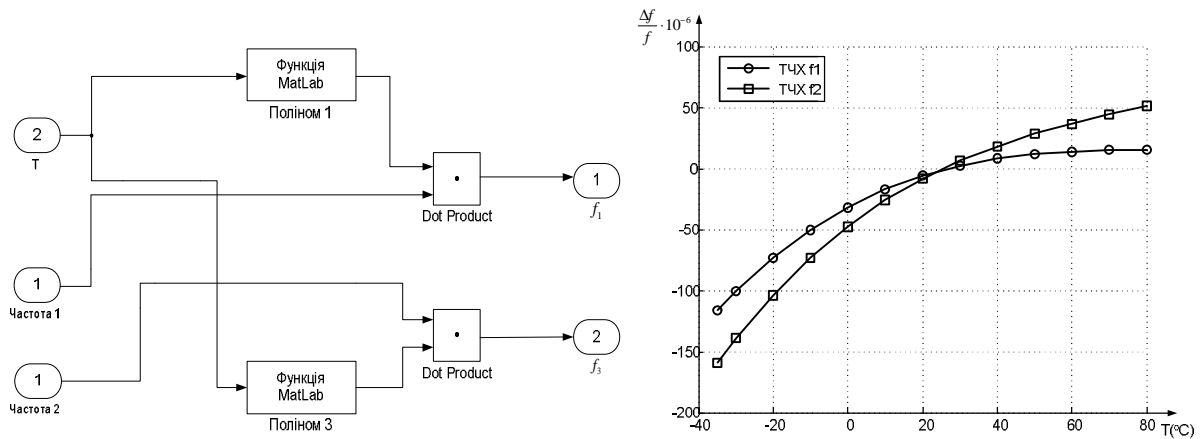 Функція
MatLab
Поліном 1
2
T
Dot Product
1
f₁
1
Частота 1
1
Частота 2
Dot Product
2
f₃
Функція
MatLab
Поліном 3
Δf/f ·10⁻⁶
100
50
0
-50
-100
-150
-200
ТЧХ f1
ТЧХ f2
-40 -20 0 20 40 60 80 T(°C)